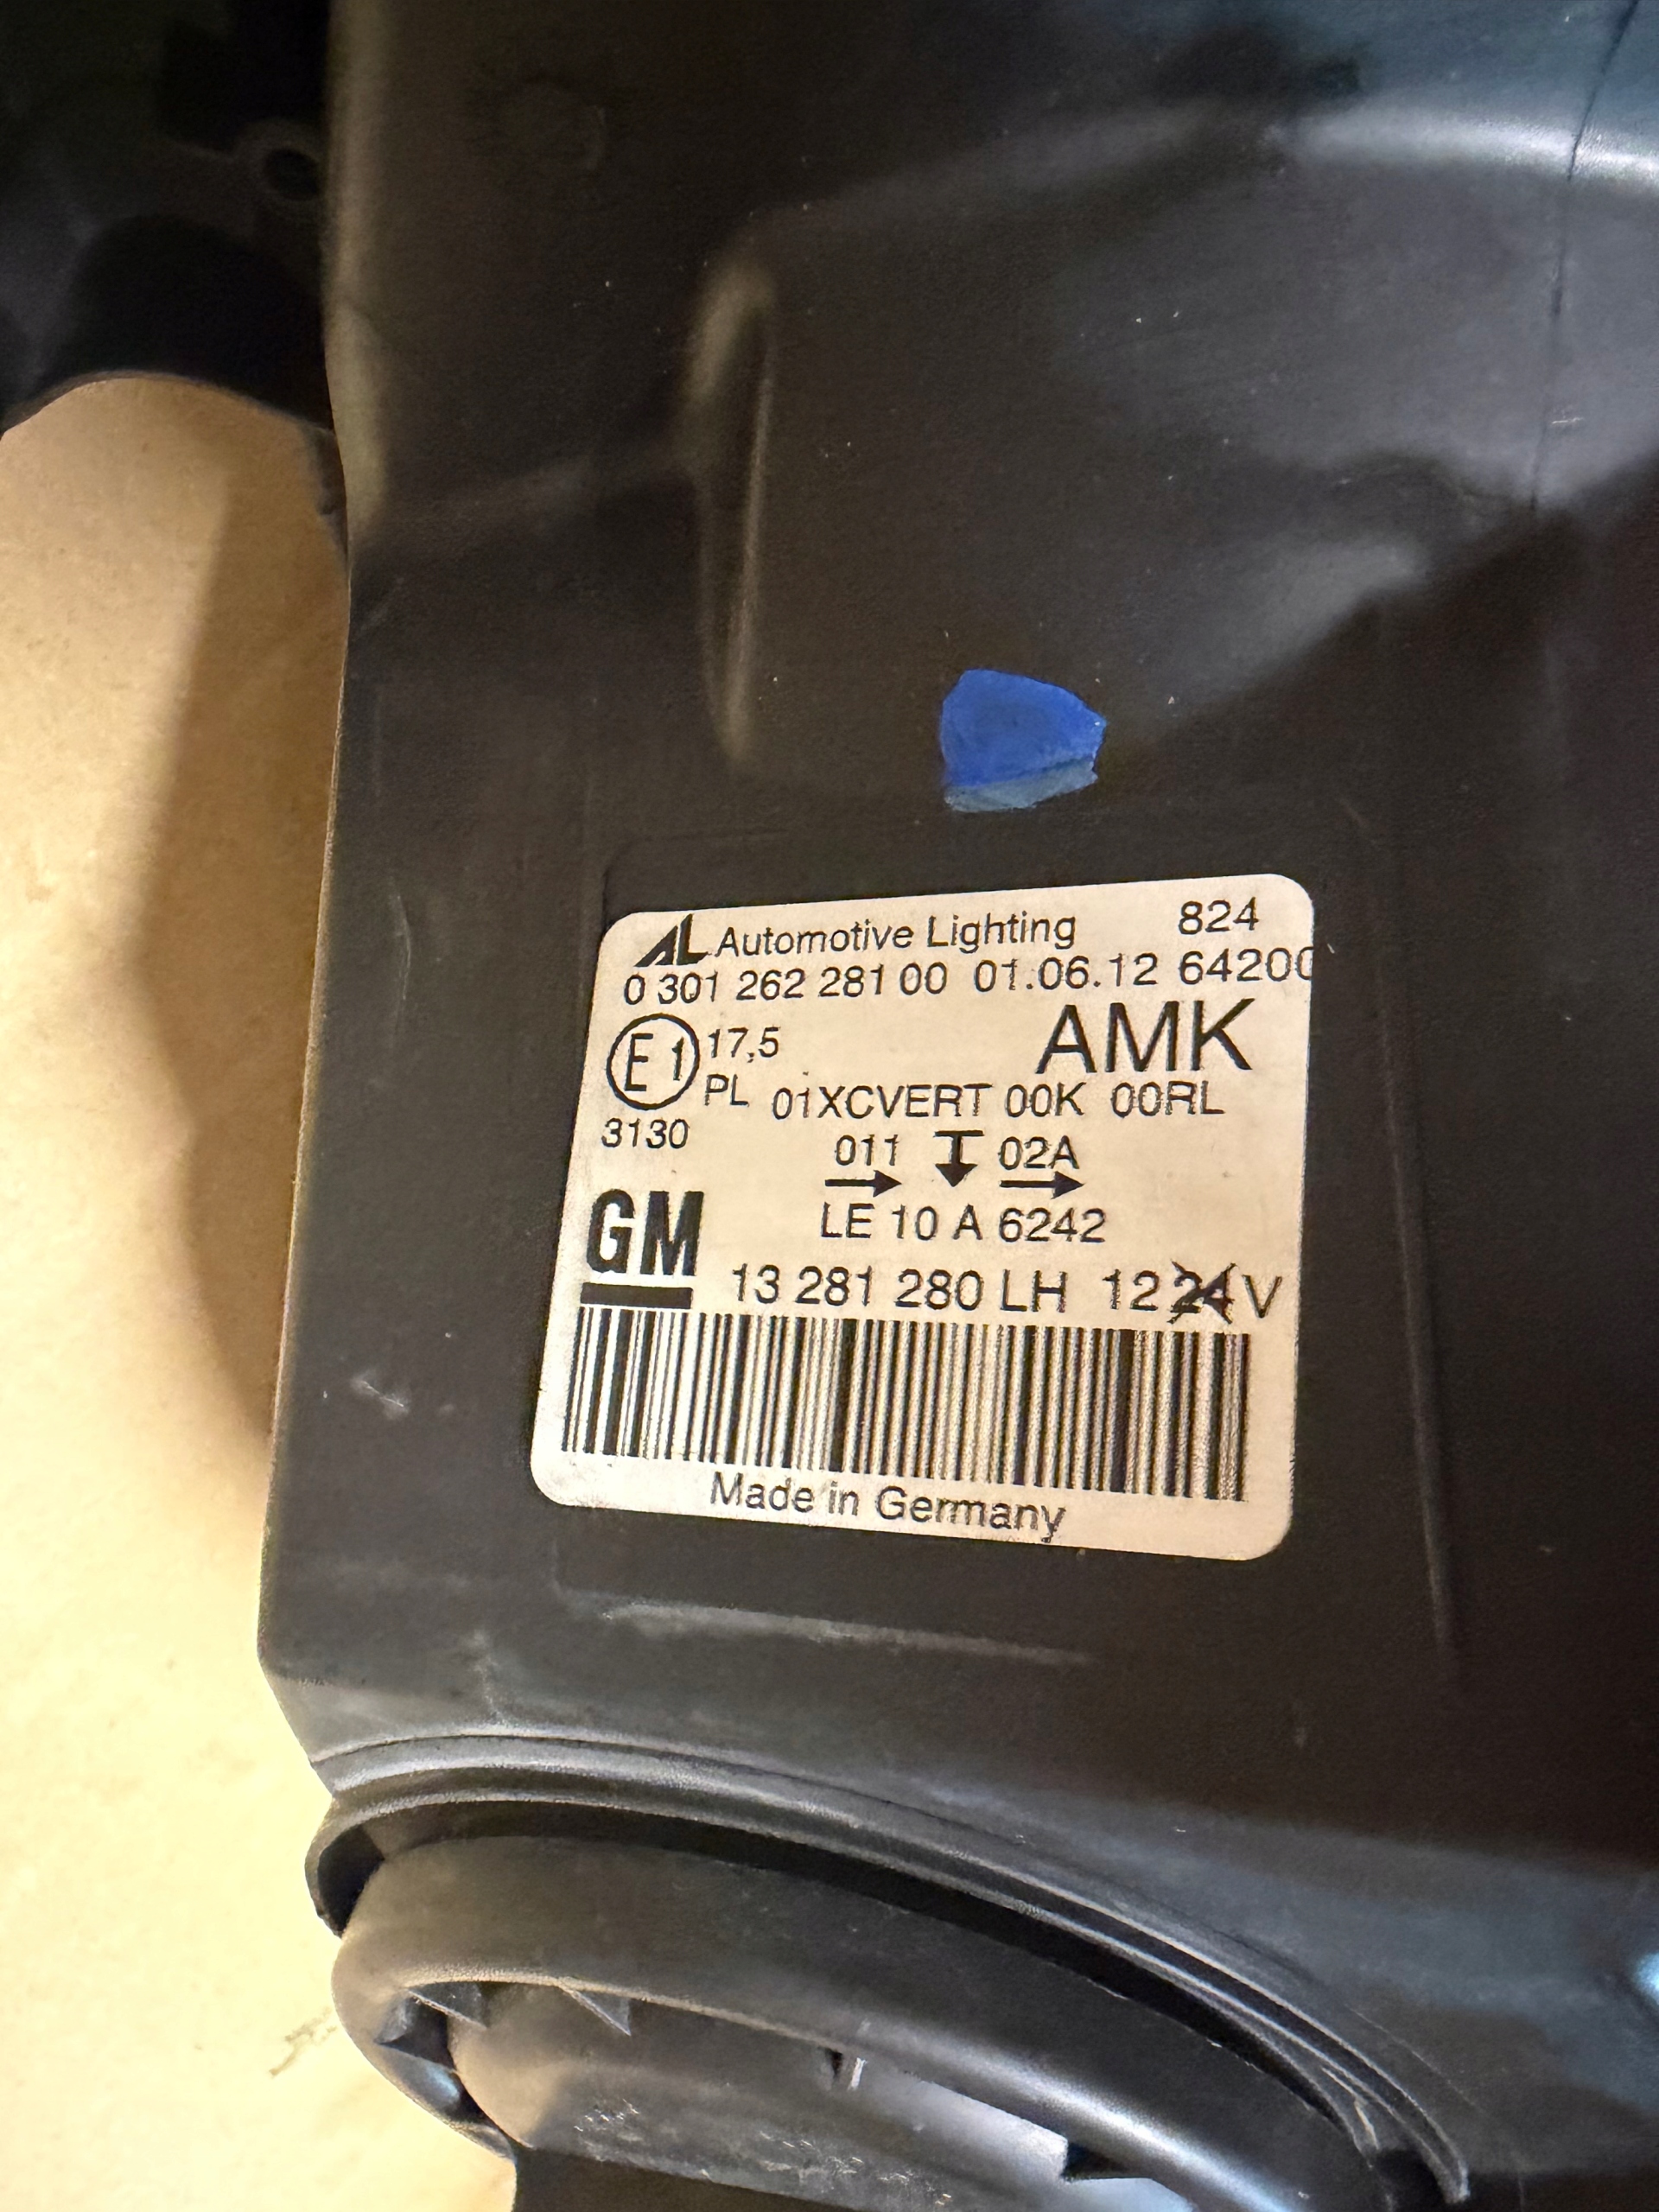 AL Automotive Lighting 824
0 301 262 281 00 01.06.12 64200
E1 17,5 AMK
PL 01XCVERT 00K 00RL
3130 011 02A
LE 10 A 6242
GM 13 281 280 LH 12 24 V
Made in Germany